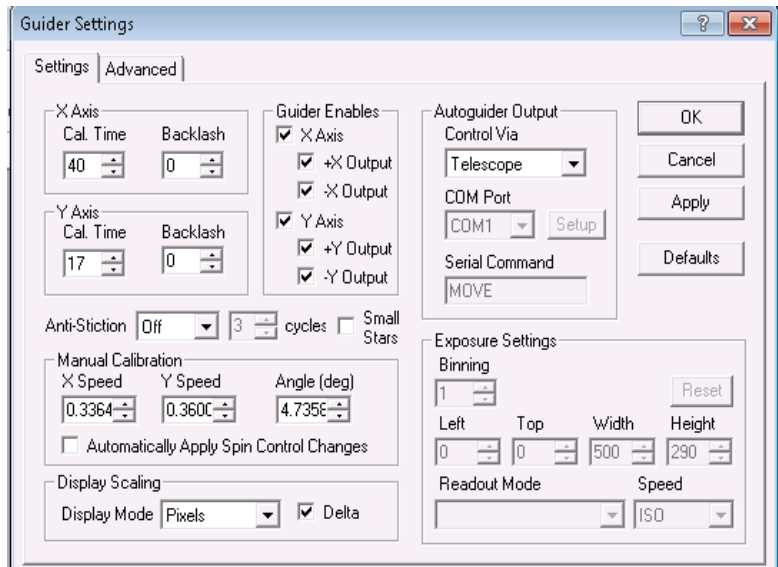 Guider Settings
Settings
Advanced
X Axis
Cal. Time Backlash
40 0
Y Axis
Cal. Time Backlash
17 0
Guider Enables
X Axis
+X Output
-X Output
Y Axis
+Y Output
-Y Output
Autoguider Output
Control Via
Telescope
COM Port
COM1 Setup
Serial Command
MOVE
OK
Cancel
Apply
Defaults
Anti-Stiction Off 3 cycles Small
Stars
Manual Calibration
X Speed Y Speed Angle (deg)
0.3364 0.360C 4.7358
Automatically Apply Spin Control Changes
Display Scaling
Display Mode Pixels Delta
Exposure Settings
Binning
1 Reset
Left Top Width Height
0 0 500 290
Readout Mode Speed
ISO